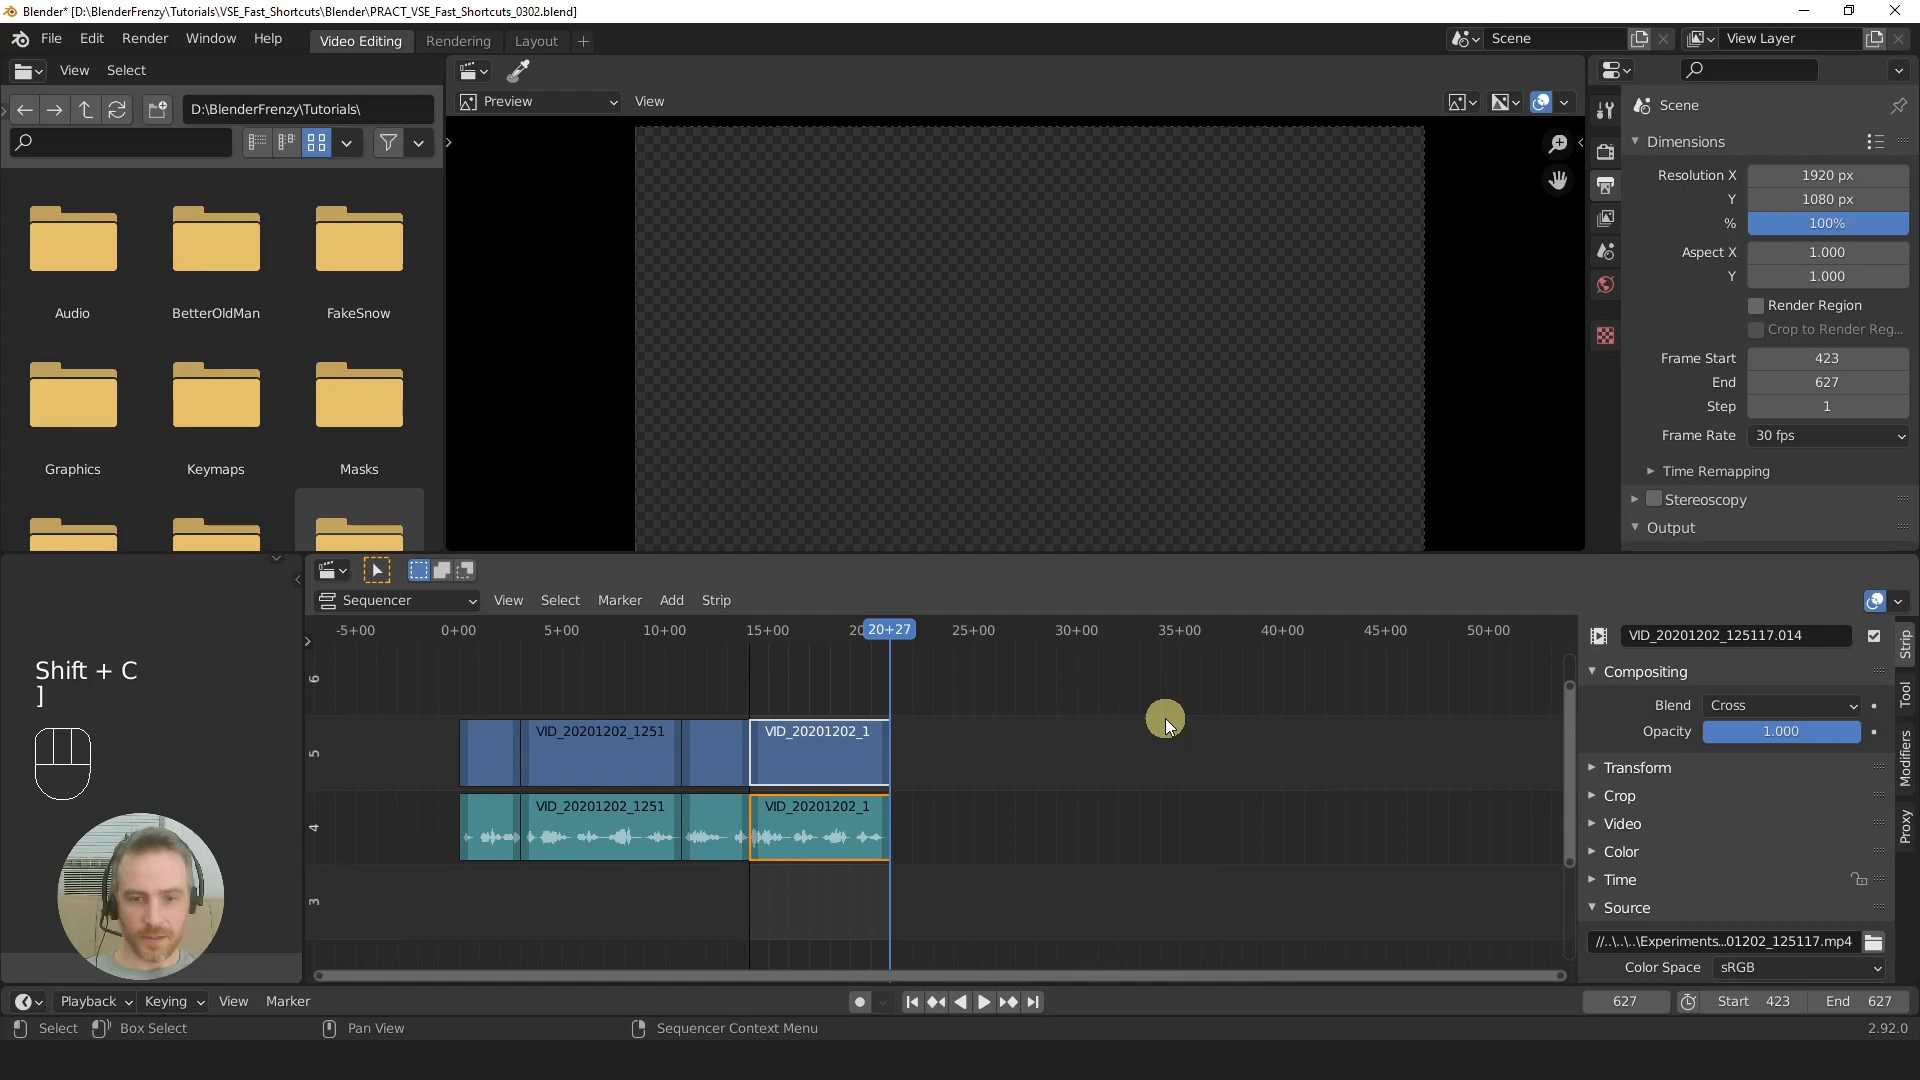 Blender* [D:\BlenderFrenzy\Tutorials\VSE_Fast_Shortcuts\Blender\PRACT_VSE_Fast_Shortcuts_0302.blend]
File Edit Render Window Help Video Editing Rendering Layout + Scene View Layer
View Select
Scene
D:\BlenderFrenzy\Tutorials\
Preview View
Dimensions
Resolution X 1920 px
Y 1080 px
% 100%
Aspect X 1.000
Y 1.000
Render Region
Crop to Render Reg...
Frame Start 423
End 627
Step 1
Frame Rate 30 fps
Time Remapping
Stereoscopy
Output
Audio BetterOldMan FakeSnow
Graphics Keymaps Masks
Sequencer View Select Marker Add Strip
-5+00 0+00 5+00 10+00 15+00 20 20+27 25+00 30+00 35+00 40+00 45+00 50+00
6
5
4
3
VID_20201202_1251 VID_20201202_1
VID_20201202_1251 VID_20201202_1
Shift + C
]
VID_20201202_125117.014
Compositing
Blend Cross
Opacity 1.000
Transform
Crop
Video
Color
Time
Source
//..\..\..\Experiments...01202_125117.mp4
Color Space sRGB
Strip
Tool
Modifiers
Proxy
Playback Keying View Marker 627 Start 423 End 627
Select Box Select Pan View Sequencer Context Menu 2.92.0